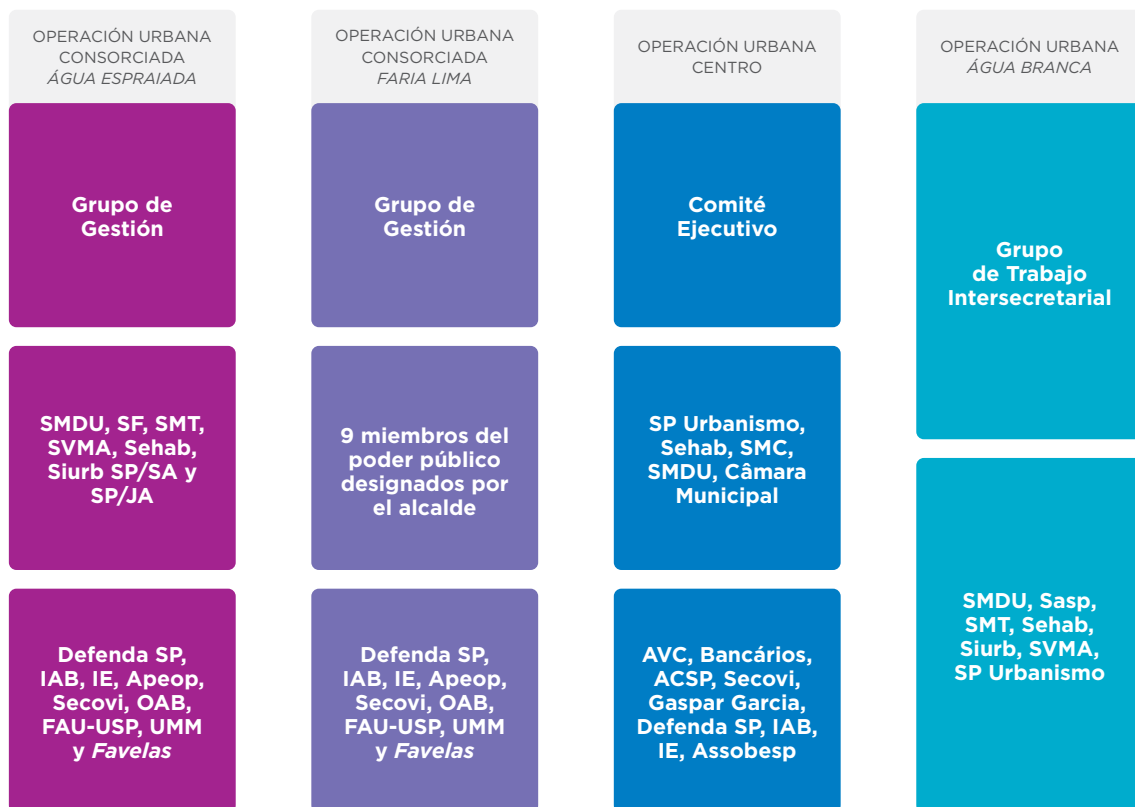 OPERACIÓN URBANA
CONSORCIADA
ÁGUA ESPRAIADA
Grupo de
Gestión
SMDU, SF, SMT,
SVMA, Sehab,
Siurb SP/SA y
SP/JA
Defenda SP,
IAB, IE, Apeop,
Secovi, OAB,
FAU-USP, UMM
y Favelas
OPERACIÓN URBANA
CONSORCIADA
FARIA LIMA
Grupo de
Gestión
9 miembros del
poder público
designados por
el alcalde
Defenda SP,
IAB, IE, Apeop,
Secovi, OAB,
FAU-USP, UMM
y Favelas
OPERACIÓN URBANA
CENTRO
Comité
Ejecutivo
SP Urbanismo,
Sehab, SMC,
SMDU, Câmara
Municipal
AVC, Bancários,
ACSP, Secovi,
Gaspar Garcia,
Defenda SP, IAB,
IE, Assobesp
OPERACIÓN URBANA
ÁGUA BRANCA
Grupo
de Trabajo
Intersecretarial
SMDU, Sasp,
SMT, Sehab,
Siurb, SVMA,
SP Urbanismo